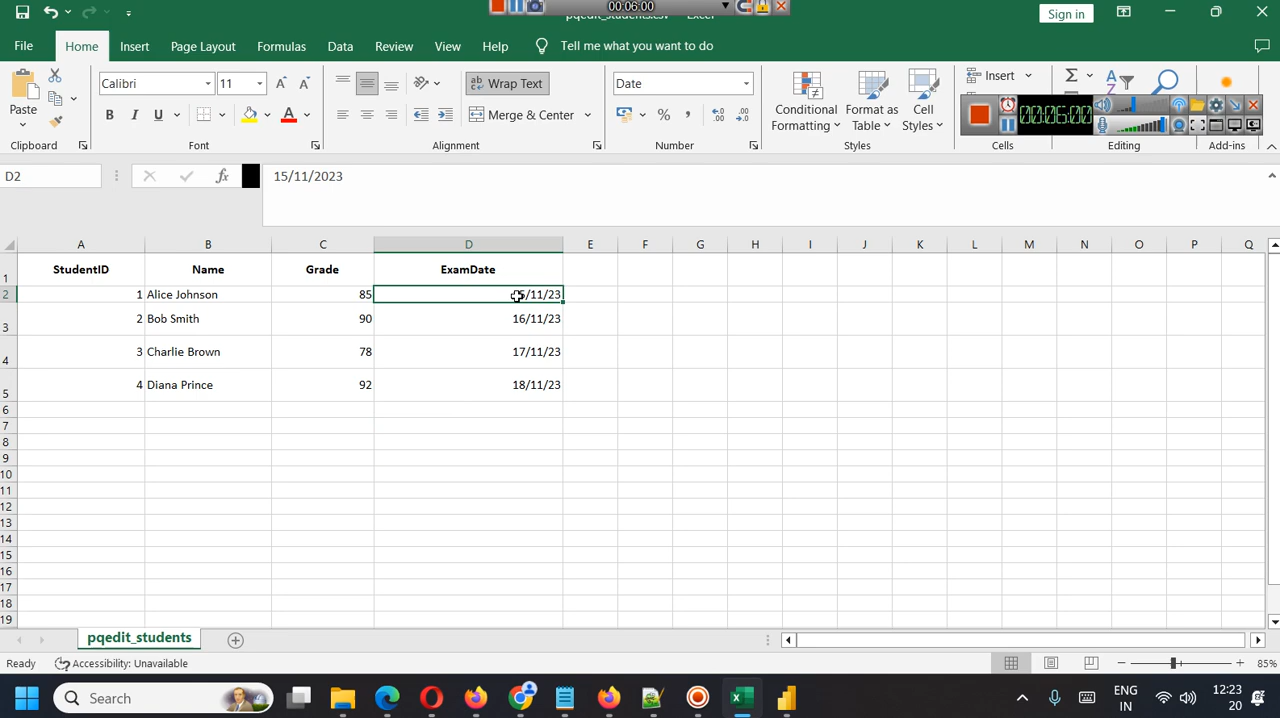 00:06:00
pqedit_students.csv - Excel
Sign in
File Home Insert Page Layout Formulas Data Review View Help Tell me what you want to do
Paste
Clipboard
Calibri 11
B I U
Font
Wrap Text
Merge & Center
Alignment
Date
Number
Conditional Formatting
Format as Table
Cell Styles
Styles
Insert
Cells
Editing
Add-ins
D2 fx 15/11/2023
A B C D E F G H I J K L M N O P Q
1 StudentID Name Grade ExamDate
2 1 Alice Johnson 85 15/11/23
3 2 Bob Smith 90 16/11/23
4 3 Charlie Brown 78 17/11/23
5 4 Diana Prince 92 18/11/23
6
7
8
9
10
11
12
13
14
15
16
17
18
19
pqedit_students
Ready Accessibility: Unavailable 85%
Search
ENG
IN
12:23
20